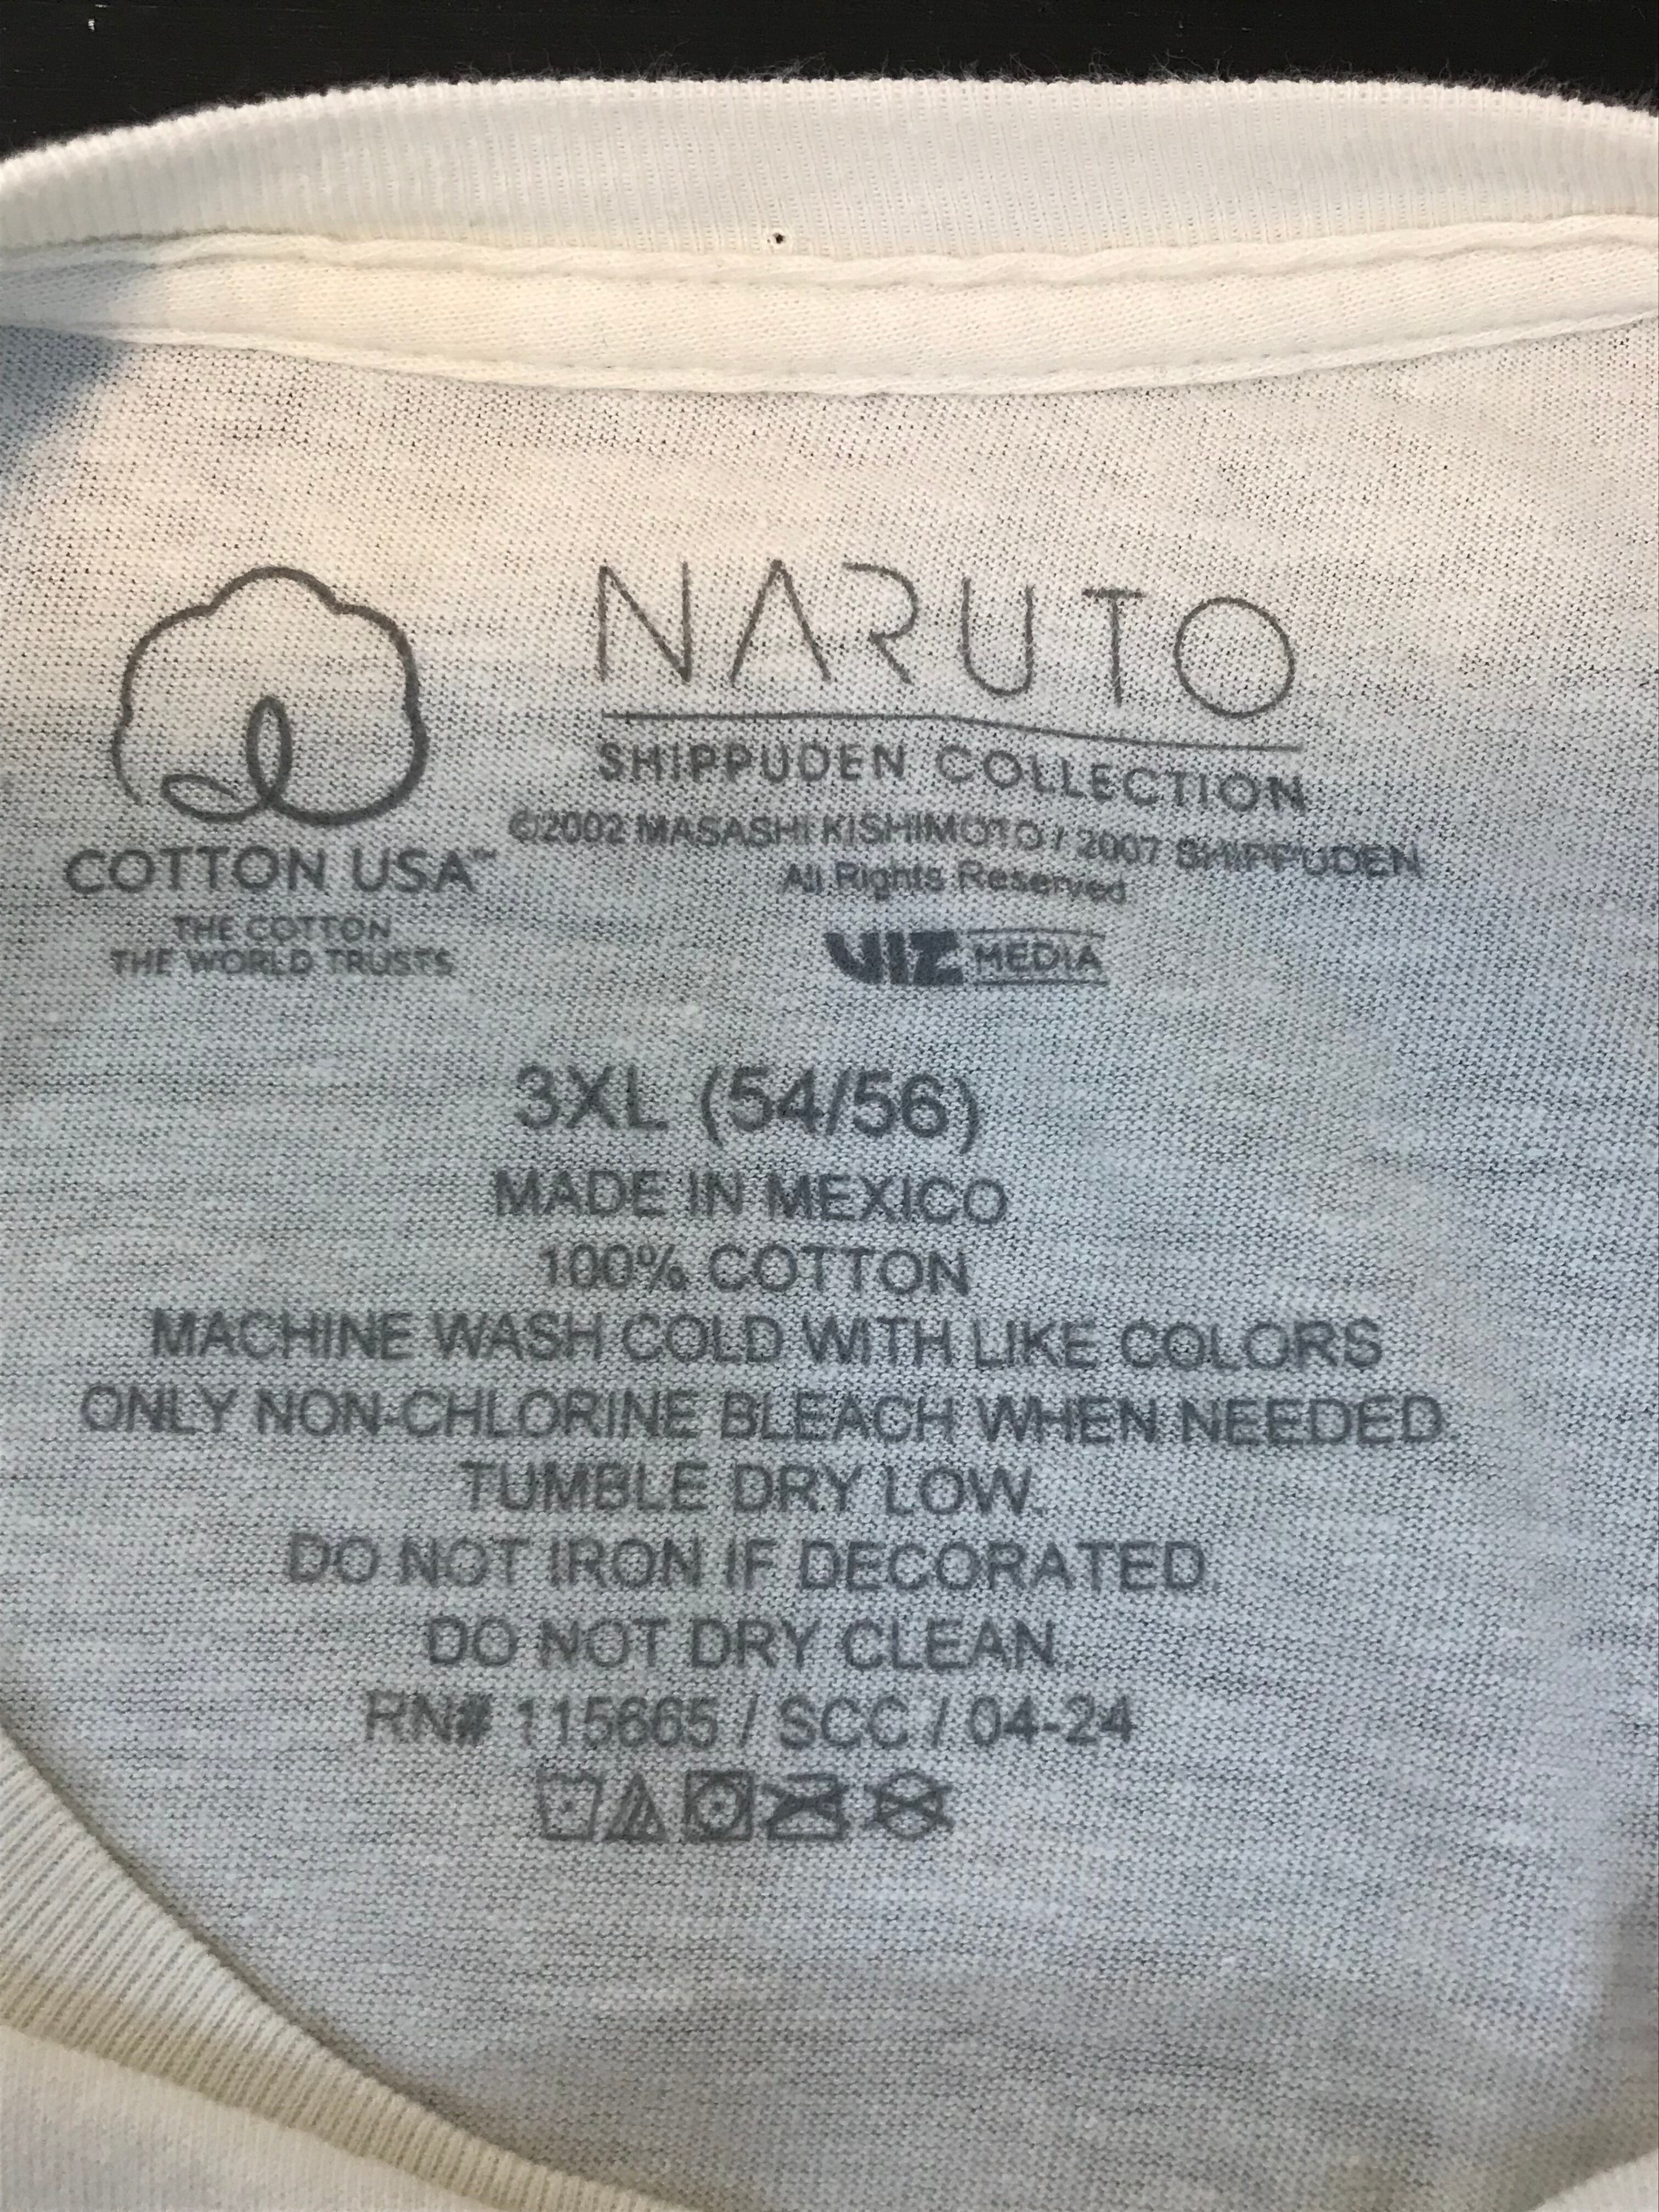 NARUTO
SHIPPUDEN COLLECTION
©2002 MASASHI KISHIMOTO / 2007 SHIPPUDEN
All Rights Reserved
VIZ MEDIA
COTTON USA™
THE COTTON
THE WORLD TRUSTS
3XL (54/56)
MADE IN MEXICO
100% COTTON
MACHINE WASH COLD WITH LIKE COLORS
ONLY NON-CHLORINE BLEACH WHEN NEEDED.
TUMBLE DRY LOW.
DO NOT IRON IF DECORATED.
DO NOT DRY CLEAN.
RN# 115665 / SCC / 04-24